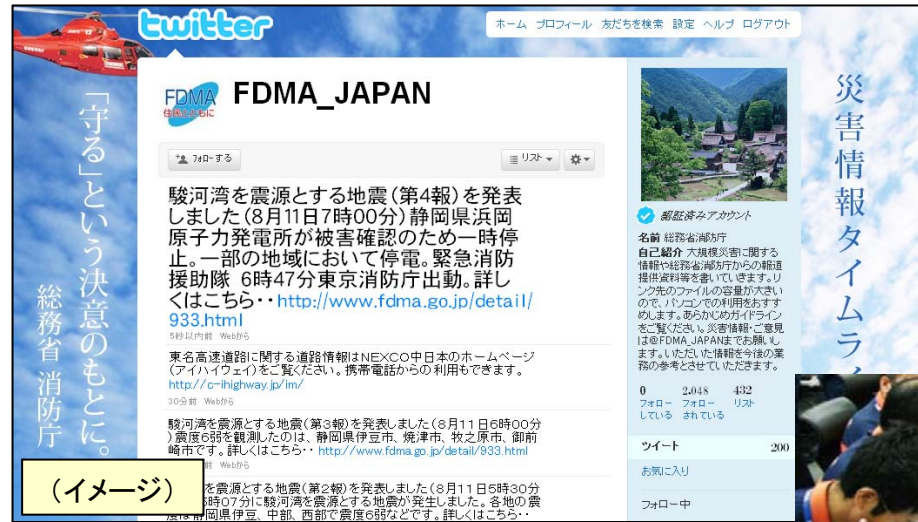 twitter
ホーム プロフィール 友だちを検索 設定 ヘルプ ログアウト
「守る」という決意のもとに。
総務省 消防庁
FDMA
住民とともに
FDMA_JAPAN
フォローする
リスト
駿河湾を震源とする地震(第4報)を発表
しました(8月11日7時00分)静岡県浜岡
原子力発電所が被害確認のため一時停
止。一部の地域において停電。緊急消防
援助隊 6時47分東京消防庁出動。詳し
くはこちら・・http://www.fdma.go.jp/detail/
933.html
5秒以内前 Webから
東名高速道路に関する道路情報はNEXCO中日本のホームページ
(アイハイウェイ)をご覧ください。携帯電話からの利用もできます。
http://c-ihighway.jp/im/
30分前 Webから
駿河湾を震源とする地震(第3報)を発表しました(8月11日6時00分
)震度6弱を観測したのは、静岡県伊豆市、焼津市、牧之原市、御前
崎市です。詳しくはこちら・・http://www.fdma.go.jp/detail/933.html
前 Webから
を震源とする地震(第2報)を発表しました(8月11日5時30分
5時07分に駿河湾を震源とする地震が発生しました。各地の震
度は静岡県伊豆、中部、西部で震度6弱などです。詳しくはこちら・・
(イメージ)
認証済みアカウント
名前 総務省消防庁
自己紹介 大規模災害に関する
情報や総務省消防庁からの報道
提供資料等を書いていきます。リ
ンク先のファイルの容量が大きい
ので、パソコンでの利用をおすす
めします。あらかじめガイドライン
をご覧ください。災害情報・ご意見
は@FDMA_JAPANまでお願いし
ます。いただいた情報を今後の業
務の参考とさせていただきます。
0 2,048 432
フォロー フォロー リスト
している されている
ツイート 200
お気に入り
フォロー中
災害情報タイムライ